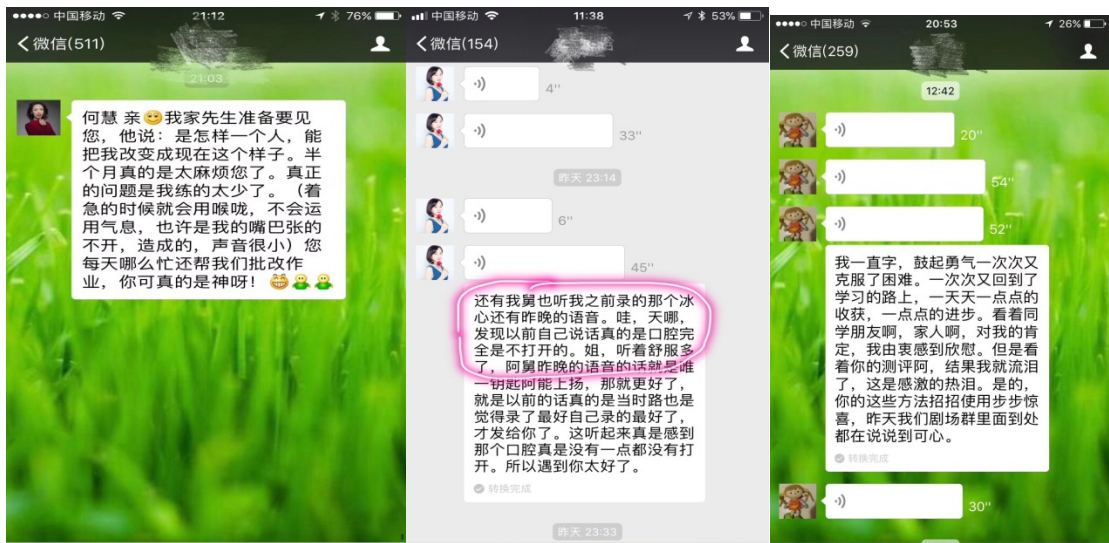 中国移动
21:12
76%
微信(511)
21:03
何慧 亲我家先生准备要见
您，他说：是怎样一个人，能
把我改变成现在这个样子。半
个月真的是太麻烦您了。真正
的问题是我练的太少了。（着
急的时候就会用喉咙，不会运
用气息，也许是我的嘴巴张的
不开，造成的，声音很小）您
每天哪么忙还帮我们批改作
业，你可真的是神呀！
中国移动
11:38
53%
微信(154)
4"
33"
昨天 23:14
6"
45"
还有我舅也听我之前录的那个冰
心还有昨晚的语音。哇，天哪，
发现以前自己说话真的是口腔完
全是不打开的。姐，听着舒服多
了，阿舅昨晚的语音的话就是唯
一钥匙阿能上扬，那就更好了，
就是以前的话真的是当时路也是
觉得录了最好自己录的最好了，
才发给你了。这听起来真是感到
那个口腔真是没有一点都没有打
开。所以遇到你太好了。
转换完成
昨天 23:33
中国移动
20:53
26%
微信(259)
12:42
20"
54"
52"
我一直字，鼓起勇气一次次又
克服了困难。一次次又回到了
学习的路上，一天天一点点的
收获，一点点的进步。看着同
学朋友啊，家人啊，对我的肯
定，我由衷感到欣慰。但是看
着你的测评阿，结果我就流泪
了，这是感激的热泪。是的，
你的这些方法招招使用步步惊
喜，昨天我们剧场群里面到处
都在说说到可心。
转换完成
30"